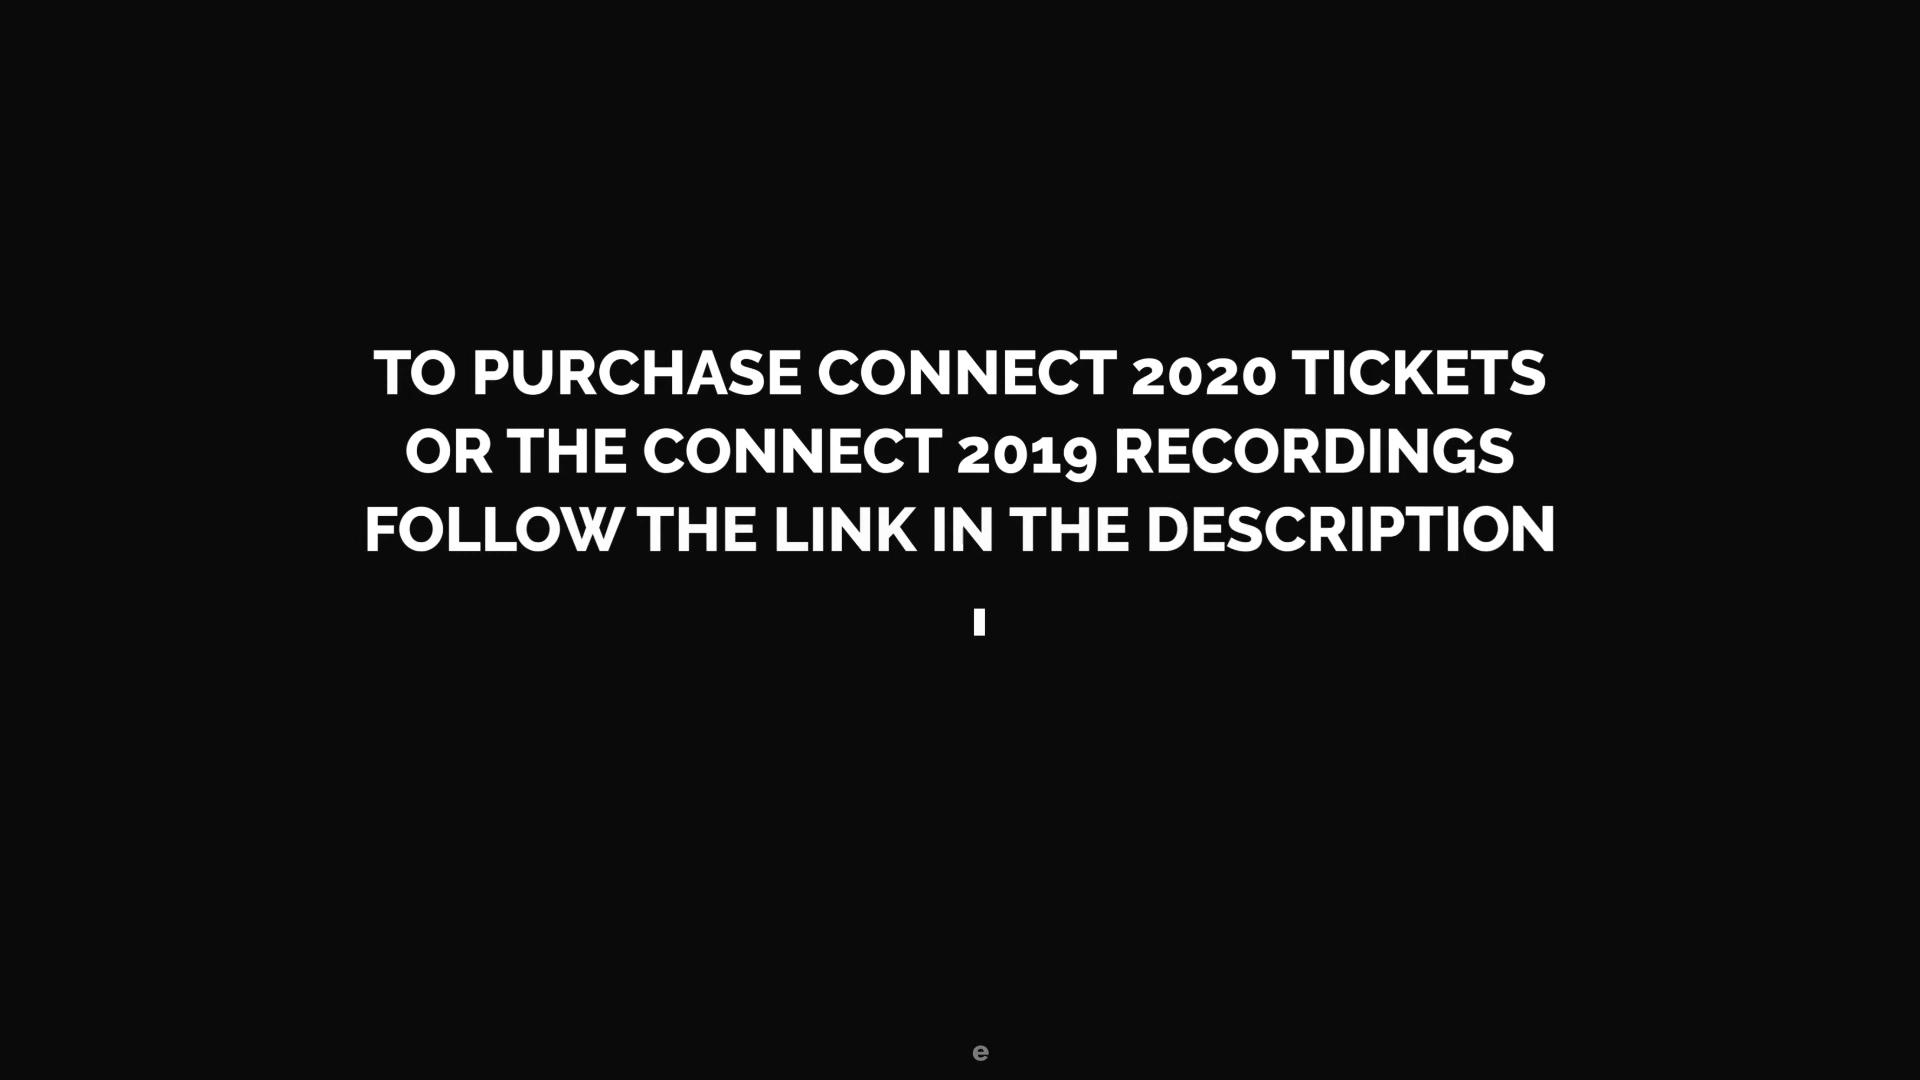 TO PURCHASE CONNECT 2020 TICKETS
OR THE CONNECT 2019 RECORDINGS
FOLLOW THE LINK IN THE DESCRIPTION
e